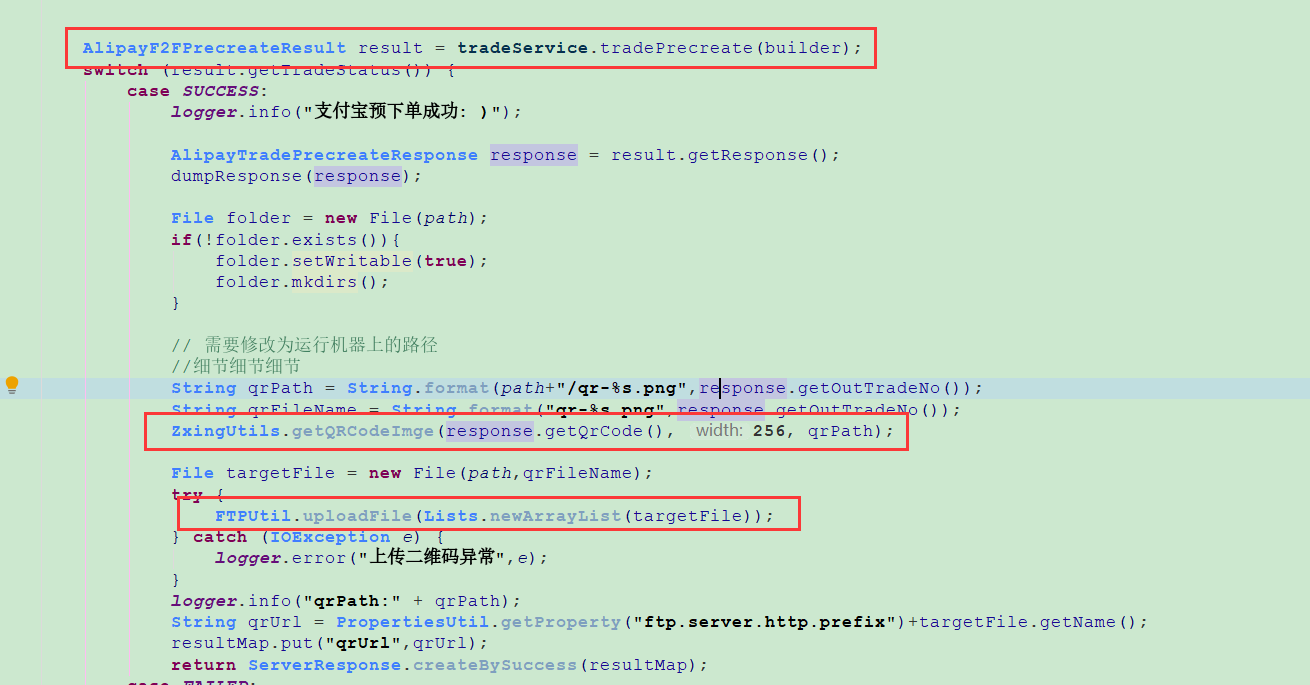 AlipayF2FPrecreateResult result = tradeService.tradePrecreate(builder);
switch (result.getTradeStatus()) {
case SUCCESS:
logger.info("支付宝预下单成功: )");
AlipayTradePrecreateResponse response = result.getResponse();
dumpResponse(response);
File folder = new File(path);
if(!folder.exists()){
folder.setWritable(true);
folder.mkdirs();
}
// 需要修改为运行机器上的路径
//细节细节细节
String qrPath = String.format(path+"/qr-%s.png",response.getOutTradeNo());
String qrFileName = String.format("qr-%s.png",response.getOutTradeNo());
ZxingUtils.getQRCodeImge(response.getQrCode(), width: 256, qrPath);
File targetFile = new File(path,qrFileName);
try {
FTPUtil.uploadFile(Lists.newArrayList(targetFile));
} catch (IOException e) {
logger.error("上传二维码异常",e);
}
logger.info("qrPath:" + qrPath);
String qrUrl = PropertiesUtil.getProperty("ftp.server.http.prefix")+targetFile.getName();
resultMap.put("qrUrl",qrUrl);
return ServerResponse.createBySuccess(resultMap);
case FAILED: